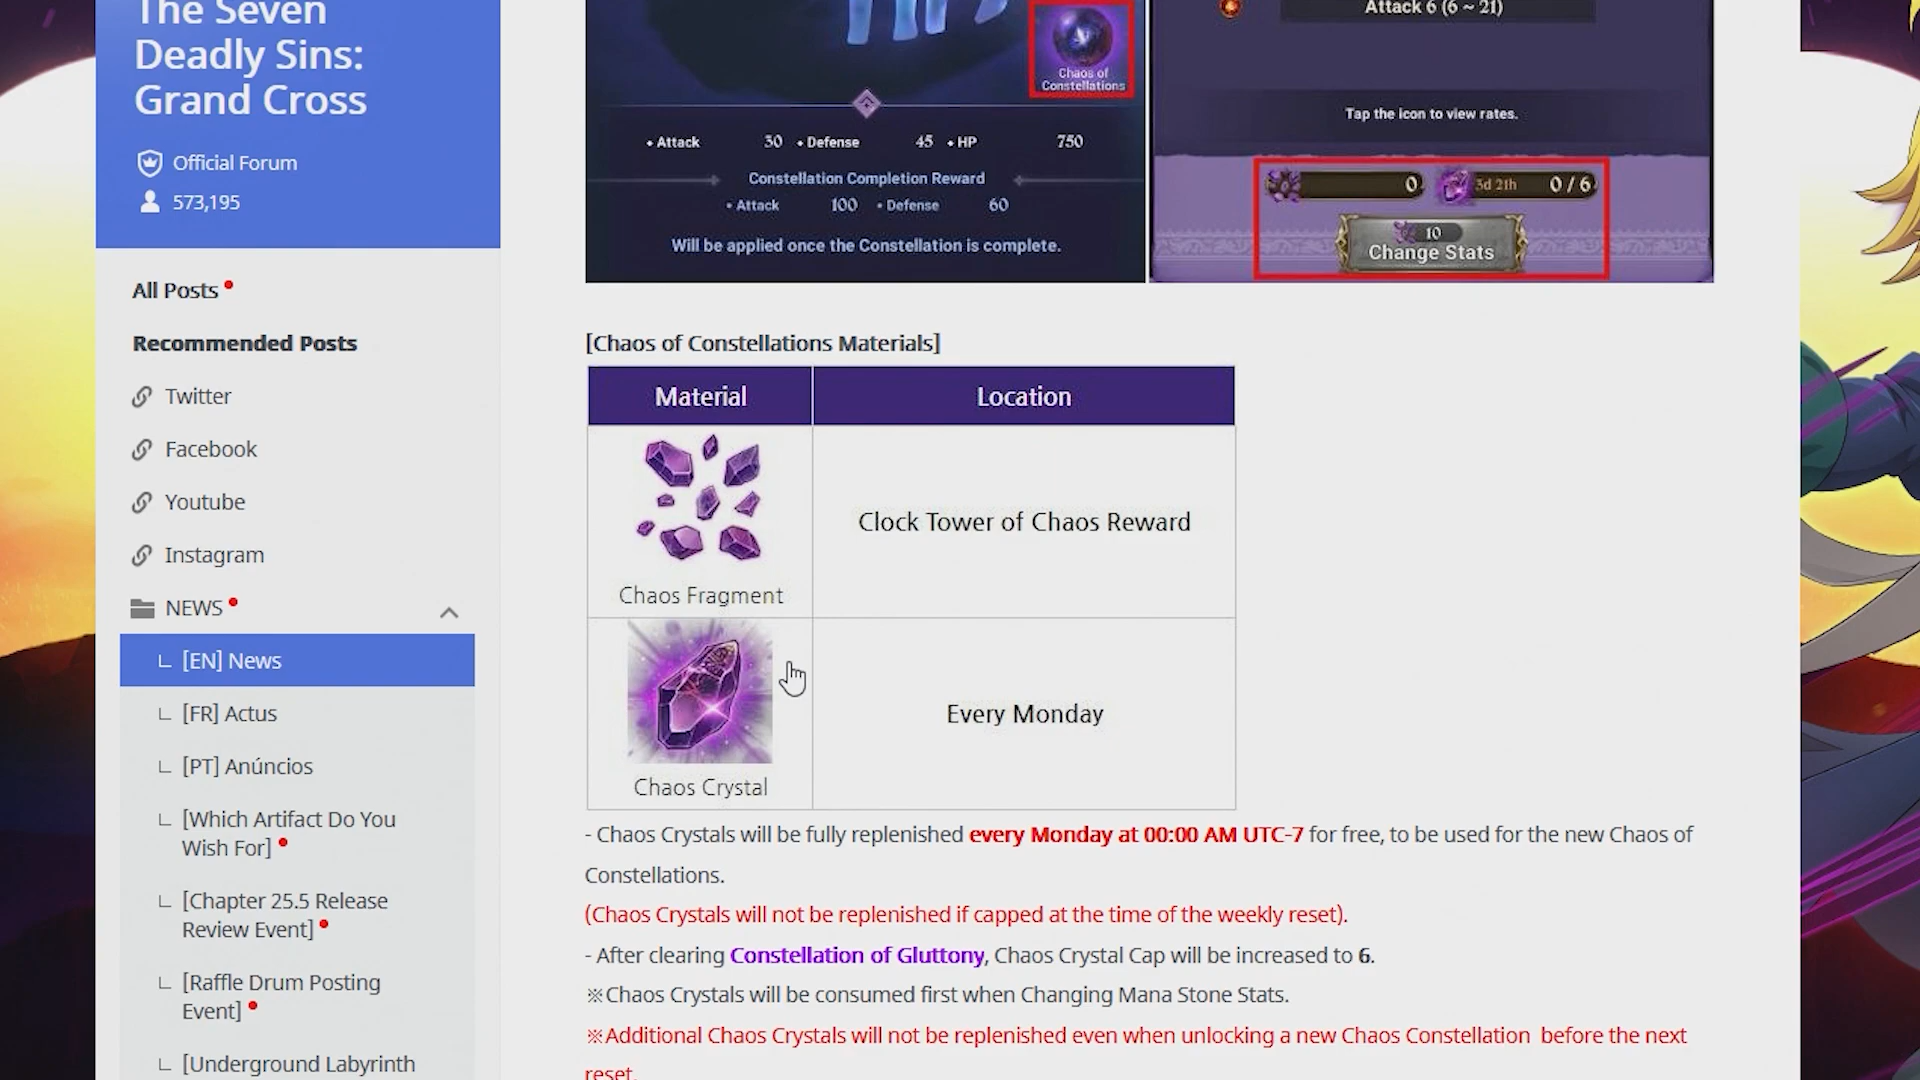 The Seven
Deadly Sins:
Grand Cross
Official Forum
573,195
All Posts
Recommended Posts
Twitter
Facebook
Youtube
Instagram
NEWS
[EN] News
[FR] Actus
[PT] Anúncios
[Which Artifact Do You
Wish For]
[Chapter 25.5 Release
Review Event]
[Raffle Drum Posting
Event]
[Underground Labyrinth
Chaos of
Constellations
• Attack 30 • Defense 45 • HP 750
Constellation Completion Reward
• Attack 100 • Defense 60
Will be applied once the Constellation is complete.
Attack 6 (6 ~ 21)
Tap the icon to view rates.
0 3d 21h 0 / 6
10
Change Stats
[Chaos of Constellations Materials]
Material Location
Chaos Fragment
Clock Tower of Chaos Reward
Chaos Crystal
Every Monday
- Chaos Crystals will be fully replenished every Monday at 00:00 AM UTC-7 for free, to be used for the new Chaos of
Constellations.
(Chaos Crystals will not be replenished if capped at the time of the weekly reset).
- After clearing Constellation of Gluttony, Chaos Crystal Cap will be increased to 6.
※Chaos Crystals will be consumed first when Changing Mana Stone Stats.
※Additional Chaos Crystals will not be replenished even when unlocking a new Chaos Constellation before the next
reset.